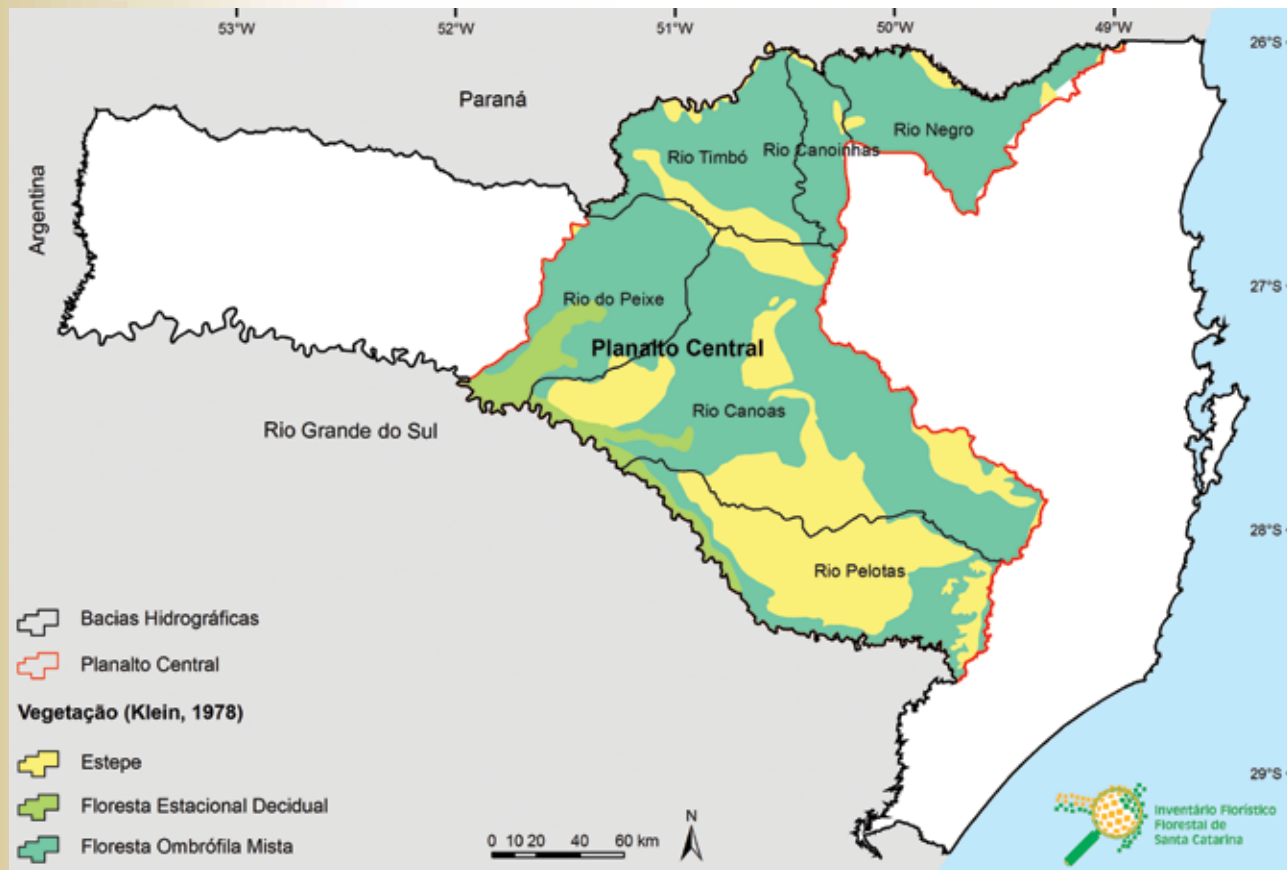 53°W
52°W
51°W
50°W
49°W
26°S
Paraná
Rio Negro
Rio Timbó
Rio Canoinhas
Argentina
27°S
Rio do Peixe
Planalto Central
Rio Canoas
Rio Grande do Sul
28°S
Rio Pelotas
Bacias Hidrográficas
Planalto Central
Vegetação (Klein, 1978)
Estepe
Floresta Estacional Decidual
Floresta Ombrófila Mista
29°S
N
0 10 20 40 60 km
Inventário Florístico
Florestal de
Santa Catarina